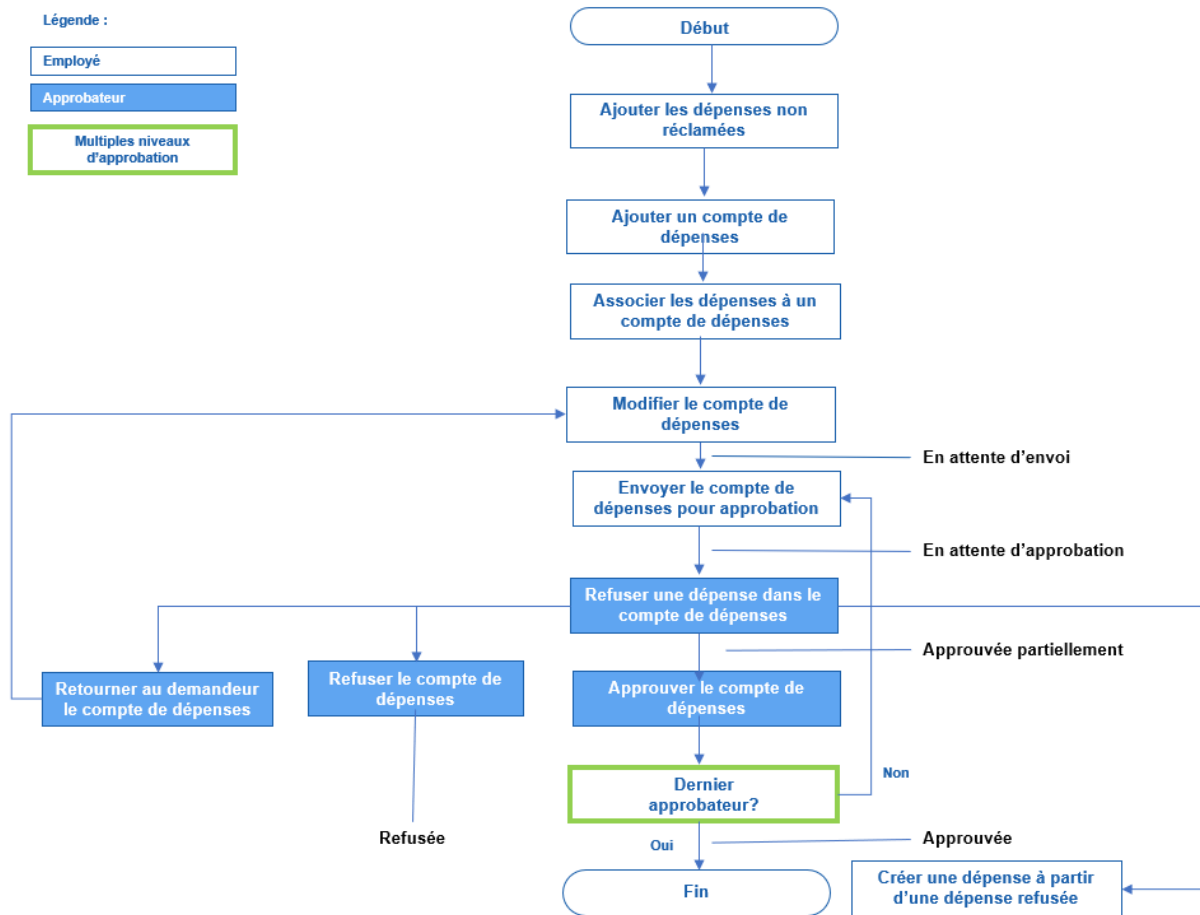 Légende :
Employé
Approbateur
Multiples niveaux
d’approbation
Début
Ajouter les dépenses non
réclamées
Ajouter un compte de
dépenses
Associer les dépenses à un
compte de dépenses
Modifier le compte de
dépenses
En attente d’envoi
Envoyer le compte de
dépenses pour approbation
En attente d’approbation
Refuser une dépense dans le
compte de dépenses
Approuvée partiellement
Retourner au demandeur
le compte de dépenses
Refuser le compte de
dépenses
Approuver le compte de
dépenses
Non
Dernier
approbateur?
Refusée
Oui
Approuvée
Fin
Créer une dépense à partir
d’une dépense refusée